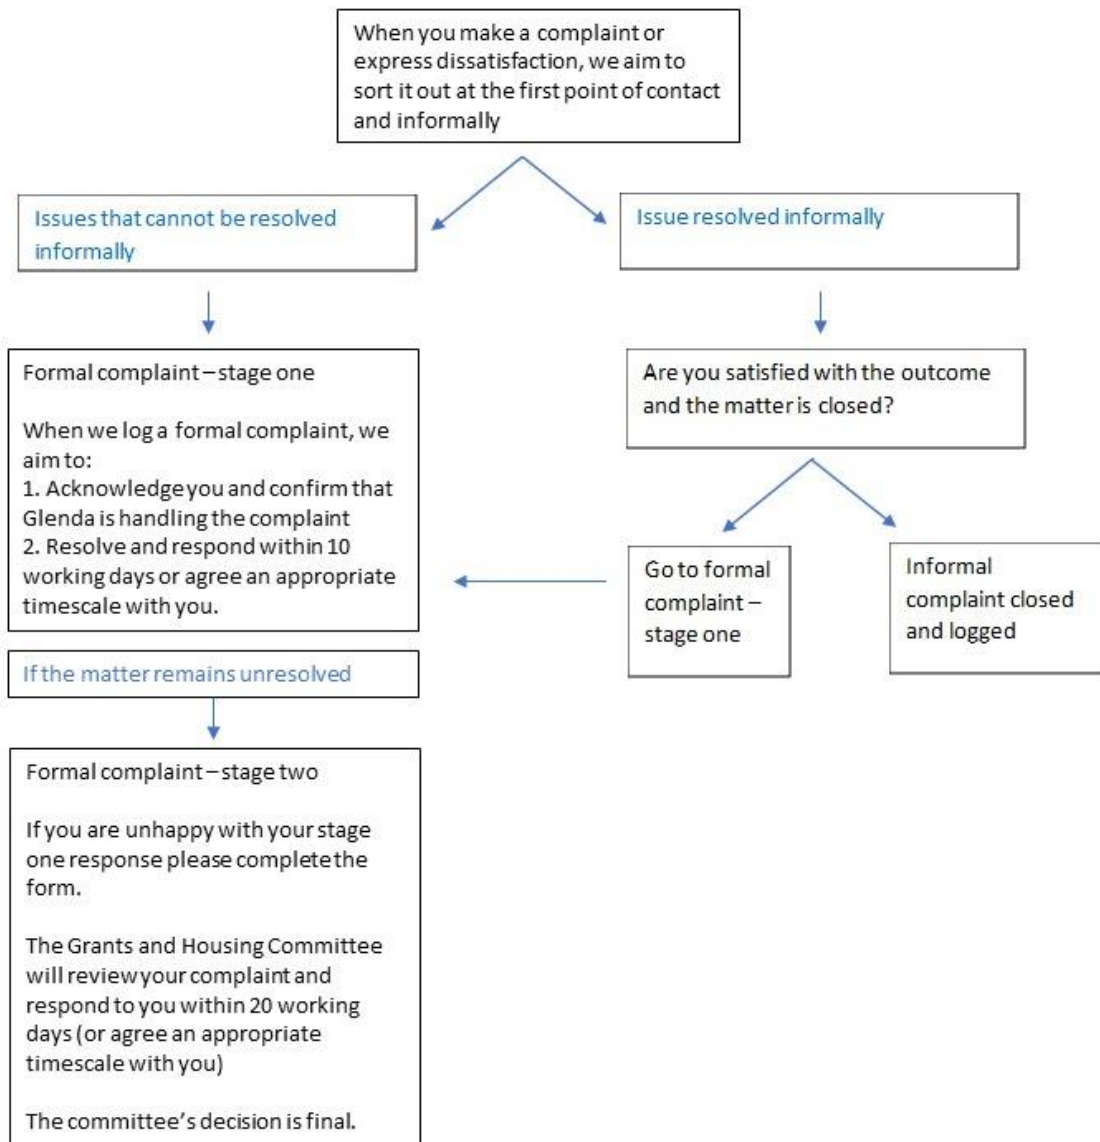 When you make a complaint or
express dissatisfaction, we aim to
sort it out at the first point of contact
and informally
Issues that cannot be resolved
informally
Issue resolved informally
Formal complaint – stage one
When we log a formal complaint, we
aim to:
1. Acknowledge you and confirm that
Glenda is handling the complaint
2. Resolve and respond within 10
working days or agree an appropriate
timescale with you.
Are you satisfied with the outcome
and the matter is closed?
Go to formal
complaint –
stage one
Informal
complaint closed
and logged
If the matter remains unresolved
Formal complaint – stage two
If you are unhappy with your stage
one response please complete the
form.
The Grants and Housing Committee
will review your complaint and
respond to you within 20 working
days (or agree an appropriate
timescale with you)
The committee's decision is final.